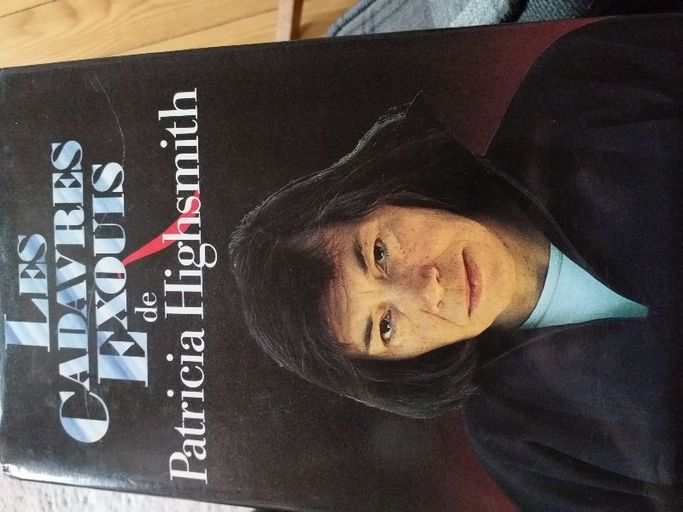 LES
CADAVRES
EXQUIS
de
Patricia Highsmith